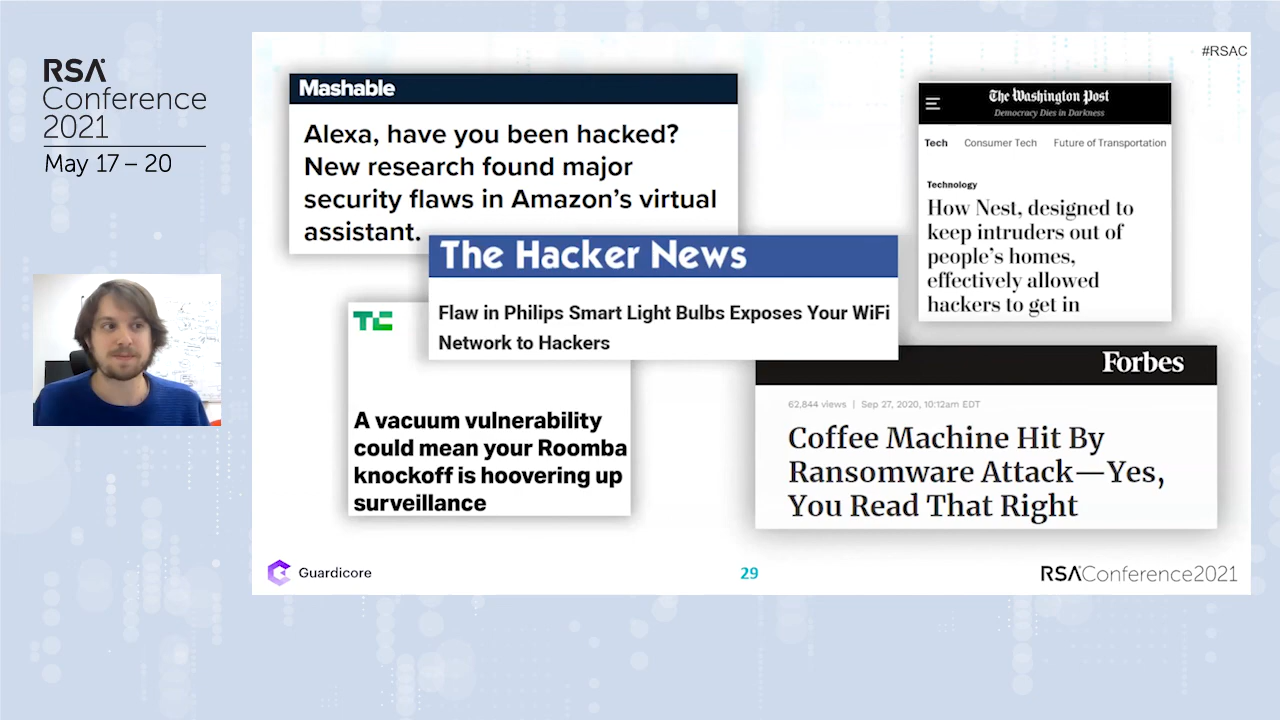 RSA
Conference
2021
May 17 – 20
#RSAC
Mashable
Alexa, have you been hacked?
New research found major
security flaws in Amazon’s virtual
assistant.
The Washington Post
Democracy Dies in Darkness
Tech Consumer Tech Future of Transportation
Technology
How Nest, designed to
keep intruders out of
people’s homes,
effectively allowed
hackers to get in
The Hacker News
Flaw in Philips Smart Light Bulbs Exposes Your WiFi
Network to Hackers
TC
A vacuum vulnerability
could mean your Roomba
knockoff is hoovering up
surveillance
Forbes
62,844 views | Sep 27, 2020, 10:12am EDT
Coffee Machine Hit By
Ransomware Attack—Yes,
You Read That Right
Guardicore
29
RSAConference2021